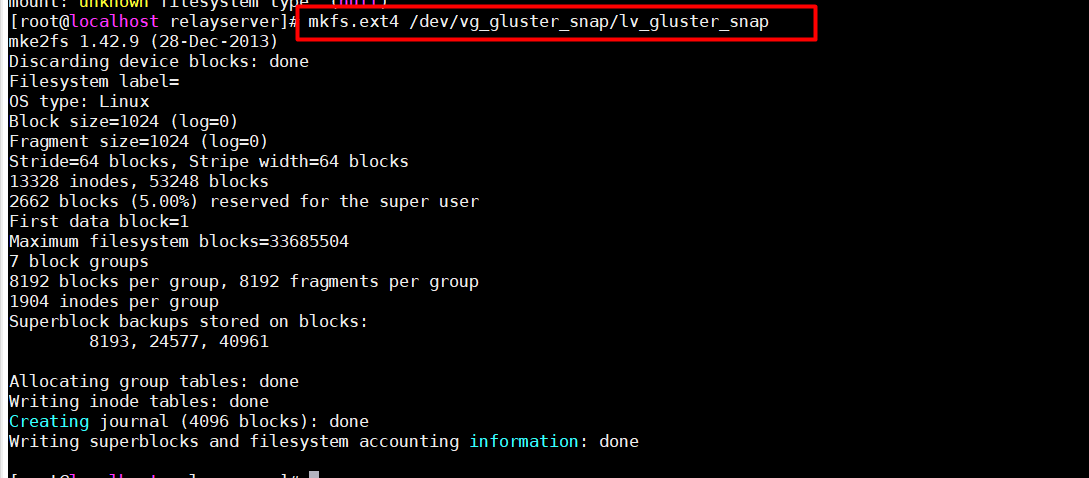 mount: unknown filesystem type '(null)'
[root@localhost relayserver]# mkfs.ext4 /dev/vg_gluster_snap/lv_gluster_snap
mke2fs 1.42.9 (28-Dec-2013)
Discarding device blocks: done
Filesystem label=
OS type: Linux
Block size=1024 (log=0)
Fragment size=1024 (log=0)
Stride=64 blocks, Stripe width=64 blocks
13328 inodes, 53248 blocks
2662 blocks (5.00%) reserved for the super user
First data block=1
Maximum filesystem blocks=33685504
7 block groups
8192 blocks per group, 8192 fragments per group
1904 inodes per group
Superblock backups stored on blocks:
        8193, 24577, 40961

Allocating group tables: done
Writing inode tables: done
Creating journal (4096 blocks): done
Writing superblocks and filesystem accounting information: done

[root@localhost relayserver]#